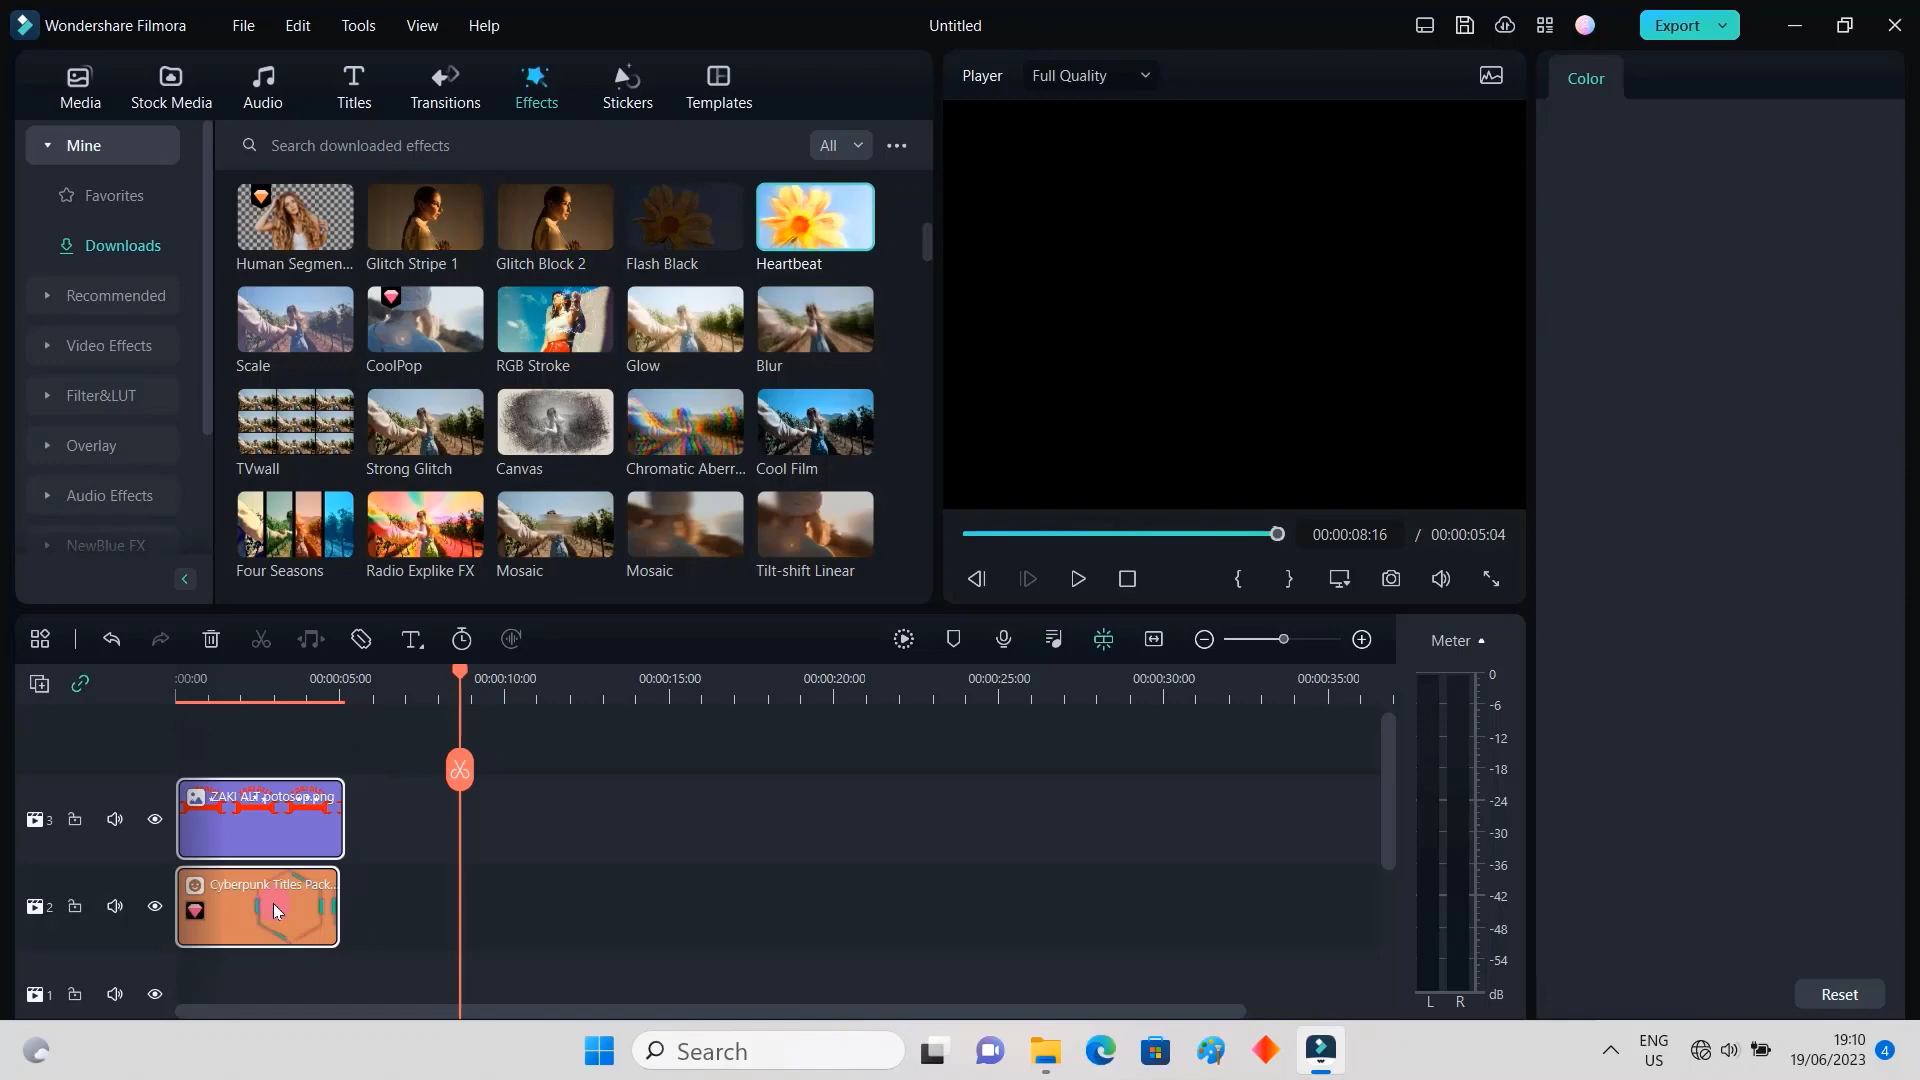 Wondershare Filmora
File
Edit
Tools
View
Help
Untitled
Export
Media
Stock Media
Audio
Titles
Transitions
Effects
Stickers
Templates
Player
Full Quality
Color
Mine
Search downloaded effects
All
Favorites
Downloads
Recommended
Video Effects
Filter&LUT
Overlay
Audio Effects
NewBlue FX
Human Segmen...
Glitch Stripe 1
Glitch Block 2
Flash Black
Heartbeat
Scale
CoolPop
RGB Stroke
Glow
Blur
TVwall
Strong Glitch
Canvas
Chromatic Aberr...
Cool Film
Four Seasons
Radio Explike FX
Mosaic
Mosaic
Tilt-shift Linear
00:00:08:16 / 00:00:05:04
Meter
:00:00
00:00:05:00
00:00:10:00
00:00:15:00
00:00:20:00
00:00:25:00
00:00:30:00
00:00:35:00
0
-6
-12
-18
-24
-30
-36
-42
-48
-54
dB
L R
3
ZAKI ALT potosop.png
2
Cyberpunk Titles Pack...
1
Reset
Search
ENG
US
19:10
19/06/2023
4